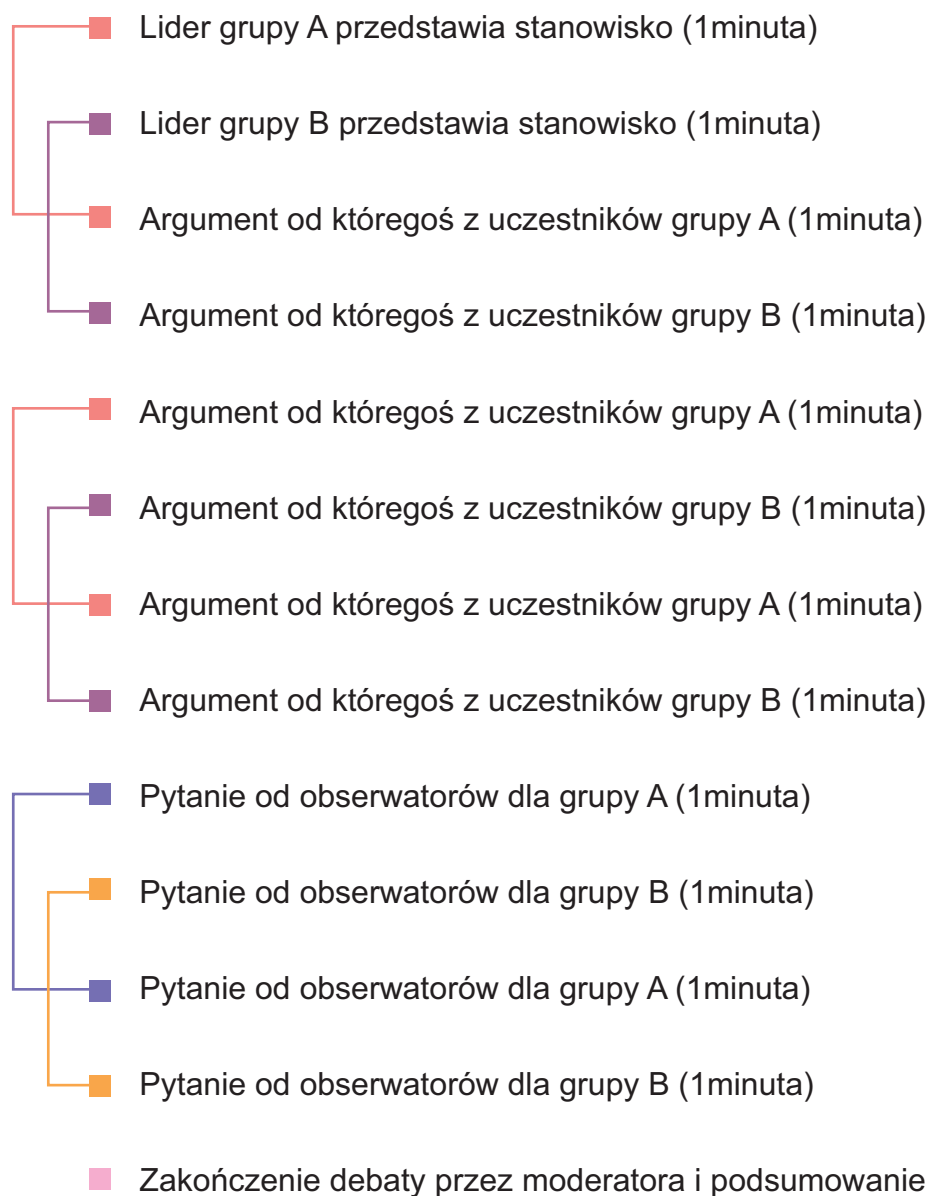 Lider grupy A przedstawia stanowisko (1minuta)
Lider grupy B przedstawia stanowisko (1minuta)
Argument od któregoś z uczestników grupy A (1minuta)
Argument od któregoś z uczestników grupy B (1minuta)
Argument od któregoś z uczestników grupy A (1minuta)
Argument od któregoś z uczestników grupy B (1minuta)
Argument od któregoś z uczestników grupy A (1minuta)
Argument od któregoś z uczestników grupy B (1minuta)
Pytanie od obserwatorów dla grupy A (1minuta)
Pytanie od obserwatorów dla grupy B (1minuta)
Pytanie od obserwatorów dla grupy A (1minuta)
Pytanie od obserwatorów dla grupy B (1minuta)
Zakończenie debaty przez moderatora i podsumowanie